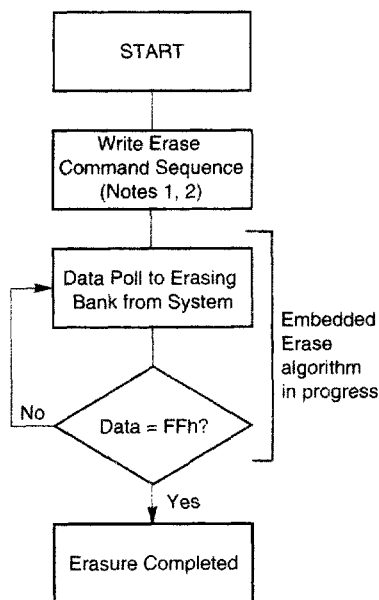 START
Write Erase
Command Sequence
(Notes 1, 2)
Data Poll to Erasing
Bank from System
Embedded
Erase
algorithm
in progress
No
Data = FFh?
Yes
Erasure Completed